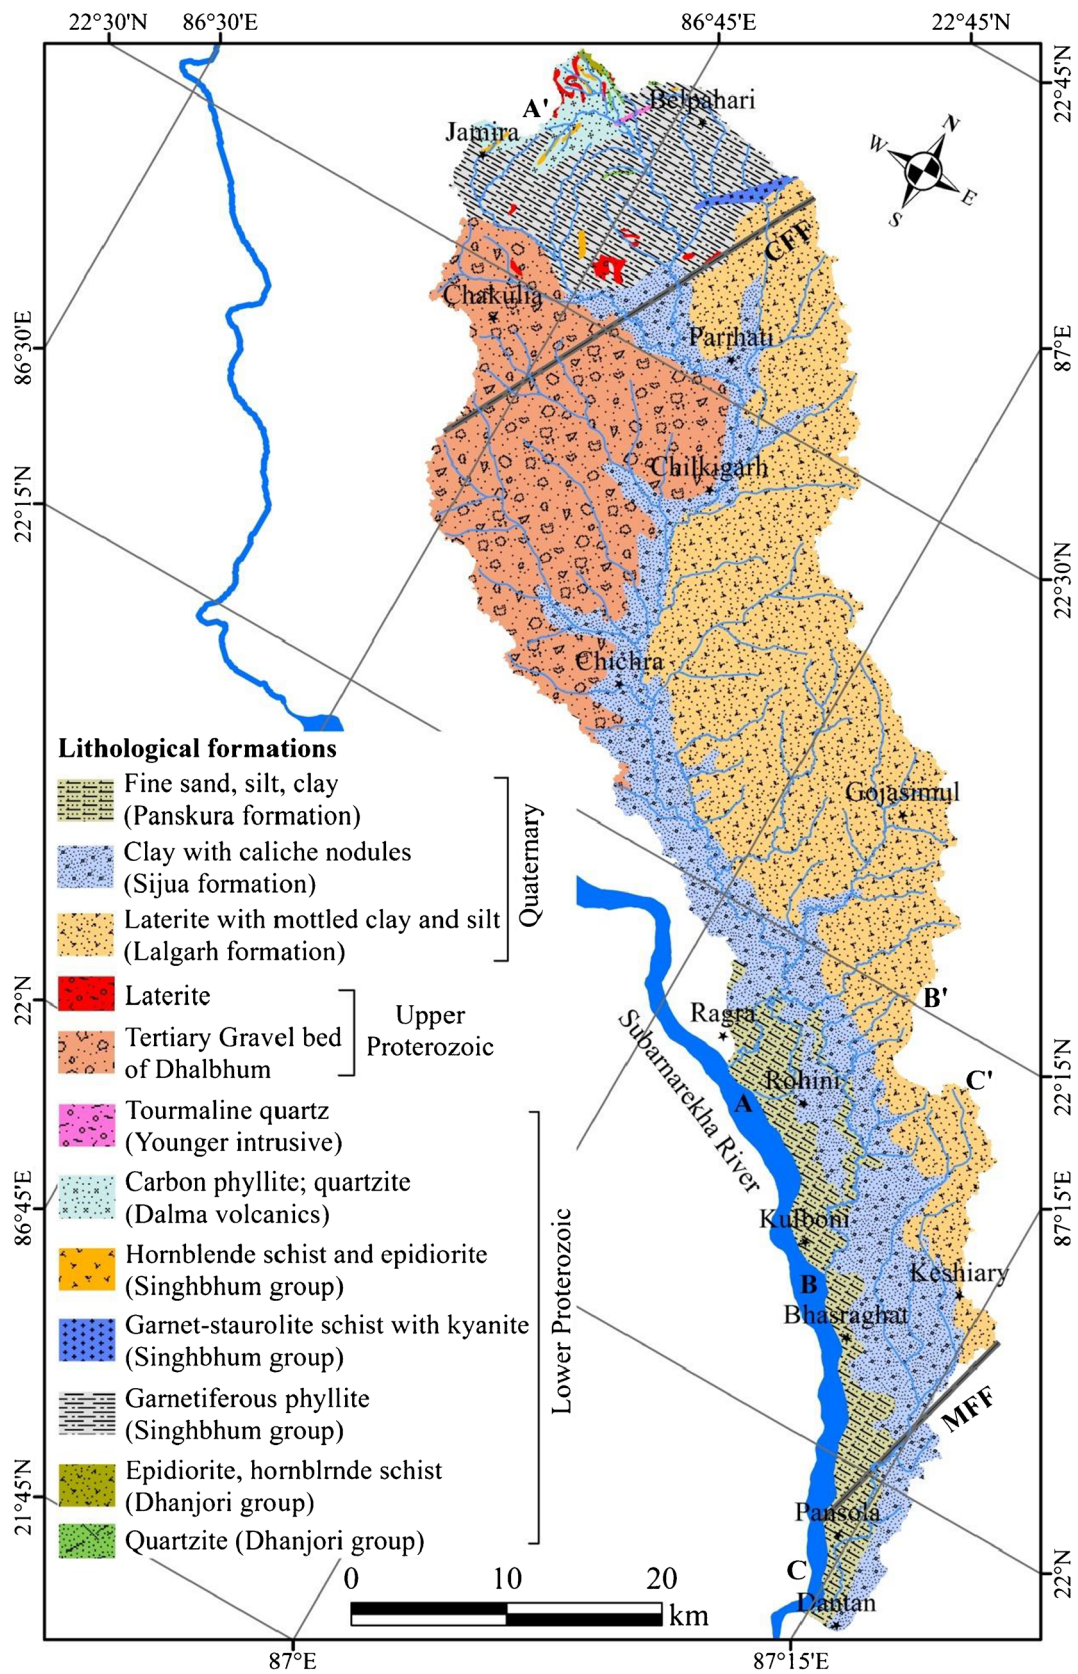 22°30'N
86°30'E
86°45'E
22°45'N
22°45'N
A'
Belpahari
Jamira
N
W
E
S
CFF
Chakulia
Parrhati
86°30'E
87°E
Chilkigarh
22°15'N
22°30'N
Chichra
Gojasimul
Lithological formations
Fine sand, silt, clay
(Panskura formation)
Clay with caliche nodules
(Sijua formation)
Laterite with mottled clay and silt
(Lalgarh formation)
Quaternary
Laterite
Tertiary Gravel bed
of Dhalbhum
Upper
Proterozoic
Tourmaline quartz
(Younger intrusive)
Carbon phyllite; quartzite
(Dalma volcanics)
Hornblende schist and epidiorite
(Singhbhum group)
Garnet-staurolite schist with kyanite
(Singhbhum group)
Garnetiferous phyllite
(Singhbhum group)
Epidiorite, hornblrnde schist
(Dhanjori group)
Quartzite (Dhanjori group)
Lower Proterozoic
22°N
86°45'E
21°45'N
B'
Ragra
Subarnarekha River
Rohini
A
C'
22°15'N
Kulboni
87°15'E
B
Keshiary
Bhasraghat
MFF
Pansola
C
Dantan
22°N
0 10 20
km
87°E
87°15'E